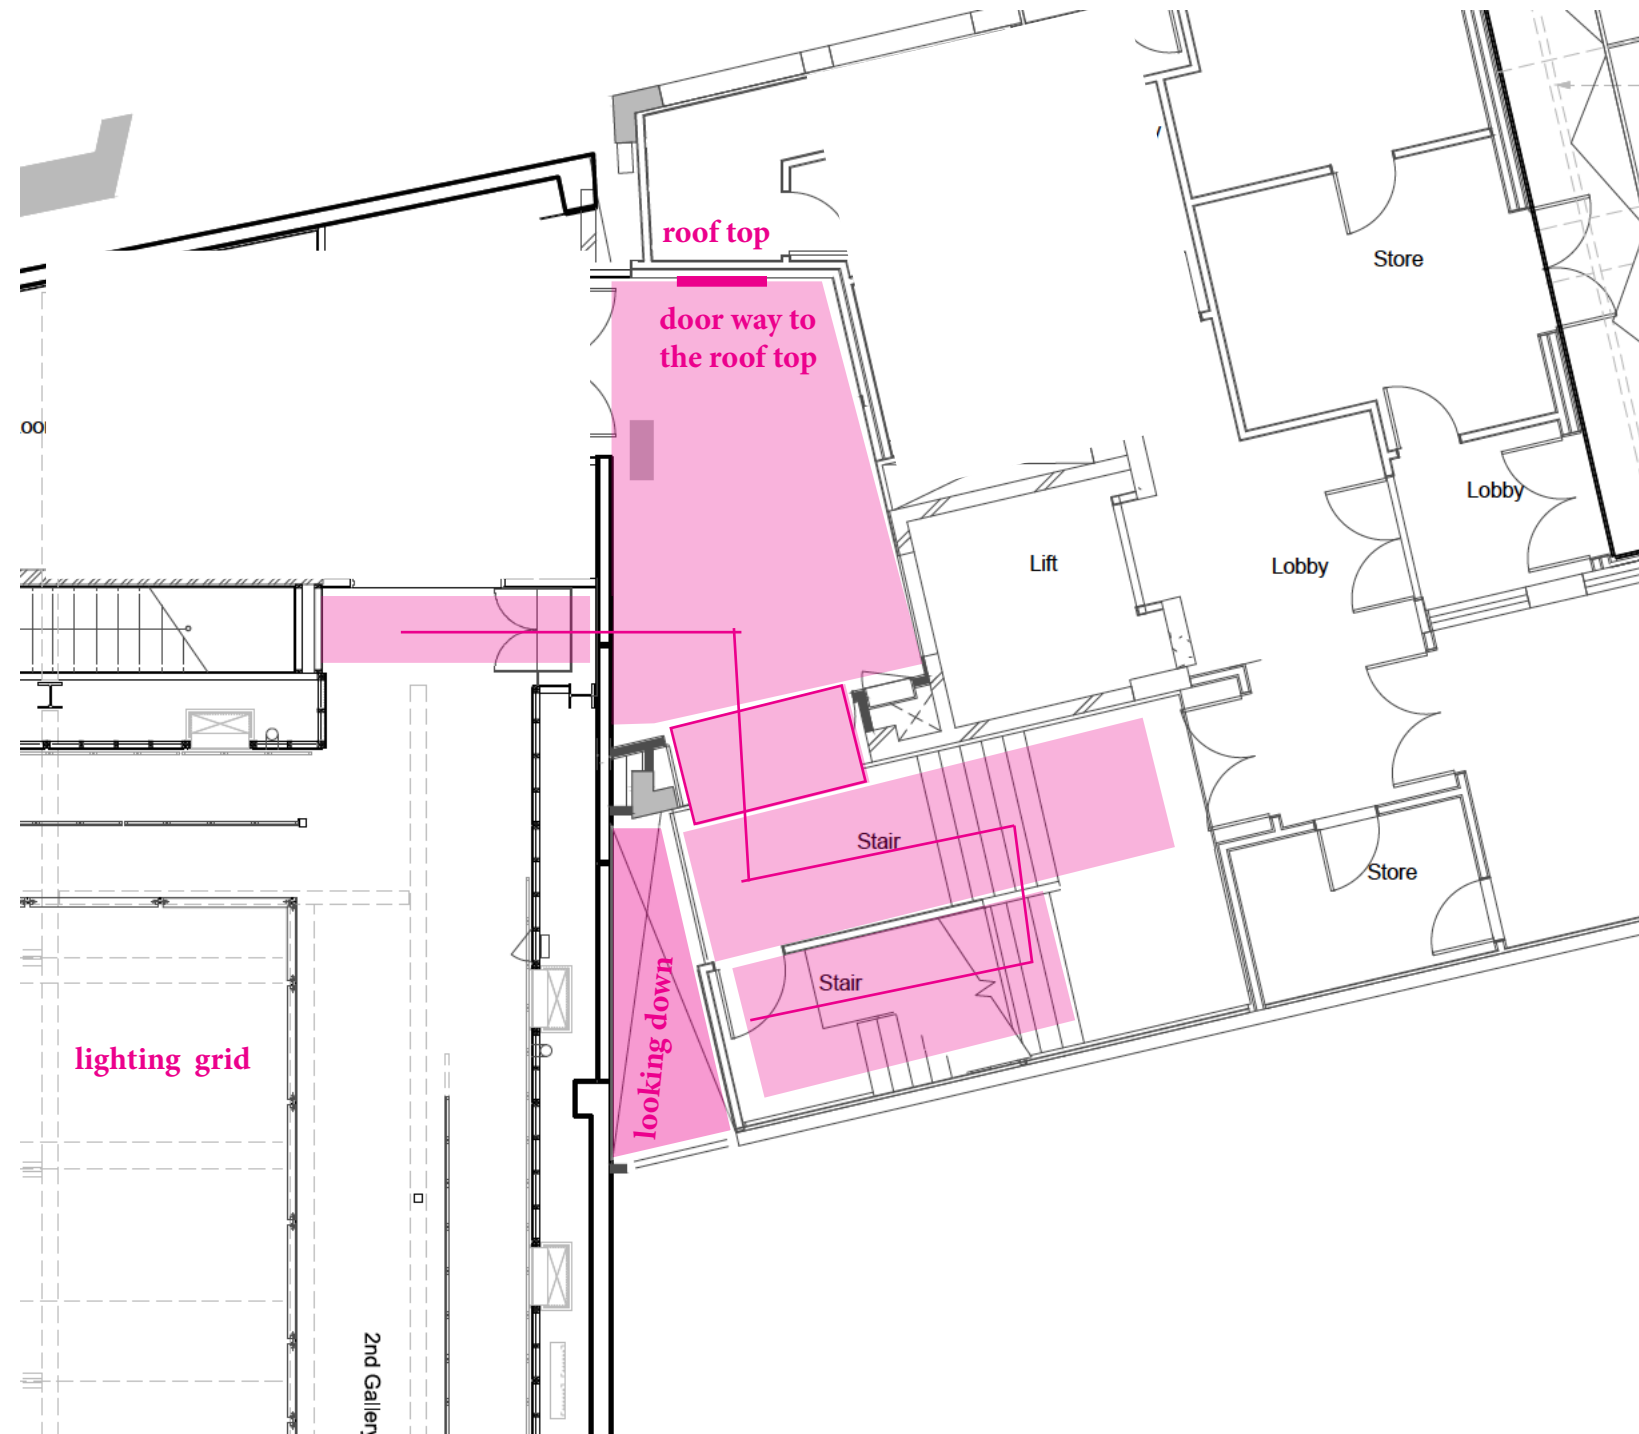 roof top
door way to
the roof top
Store
Lobby
Lift
Lobby
Stair
Store
Stair
looking down
lighting grid
2nd Gallery